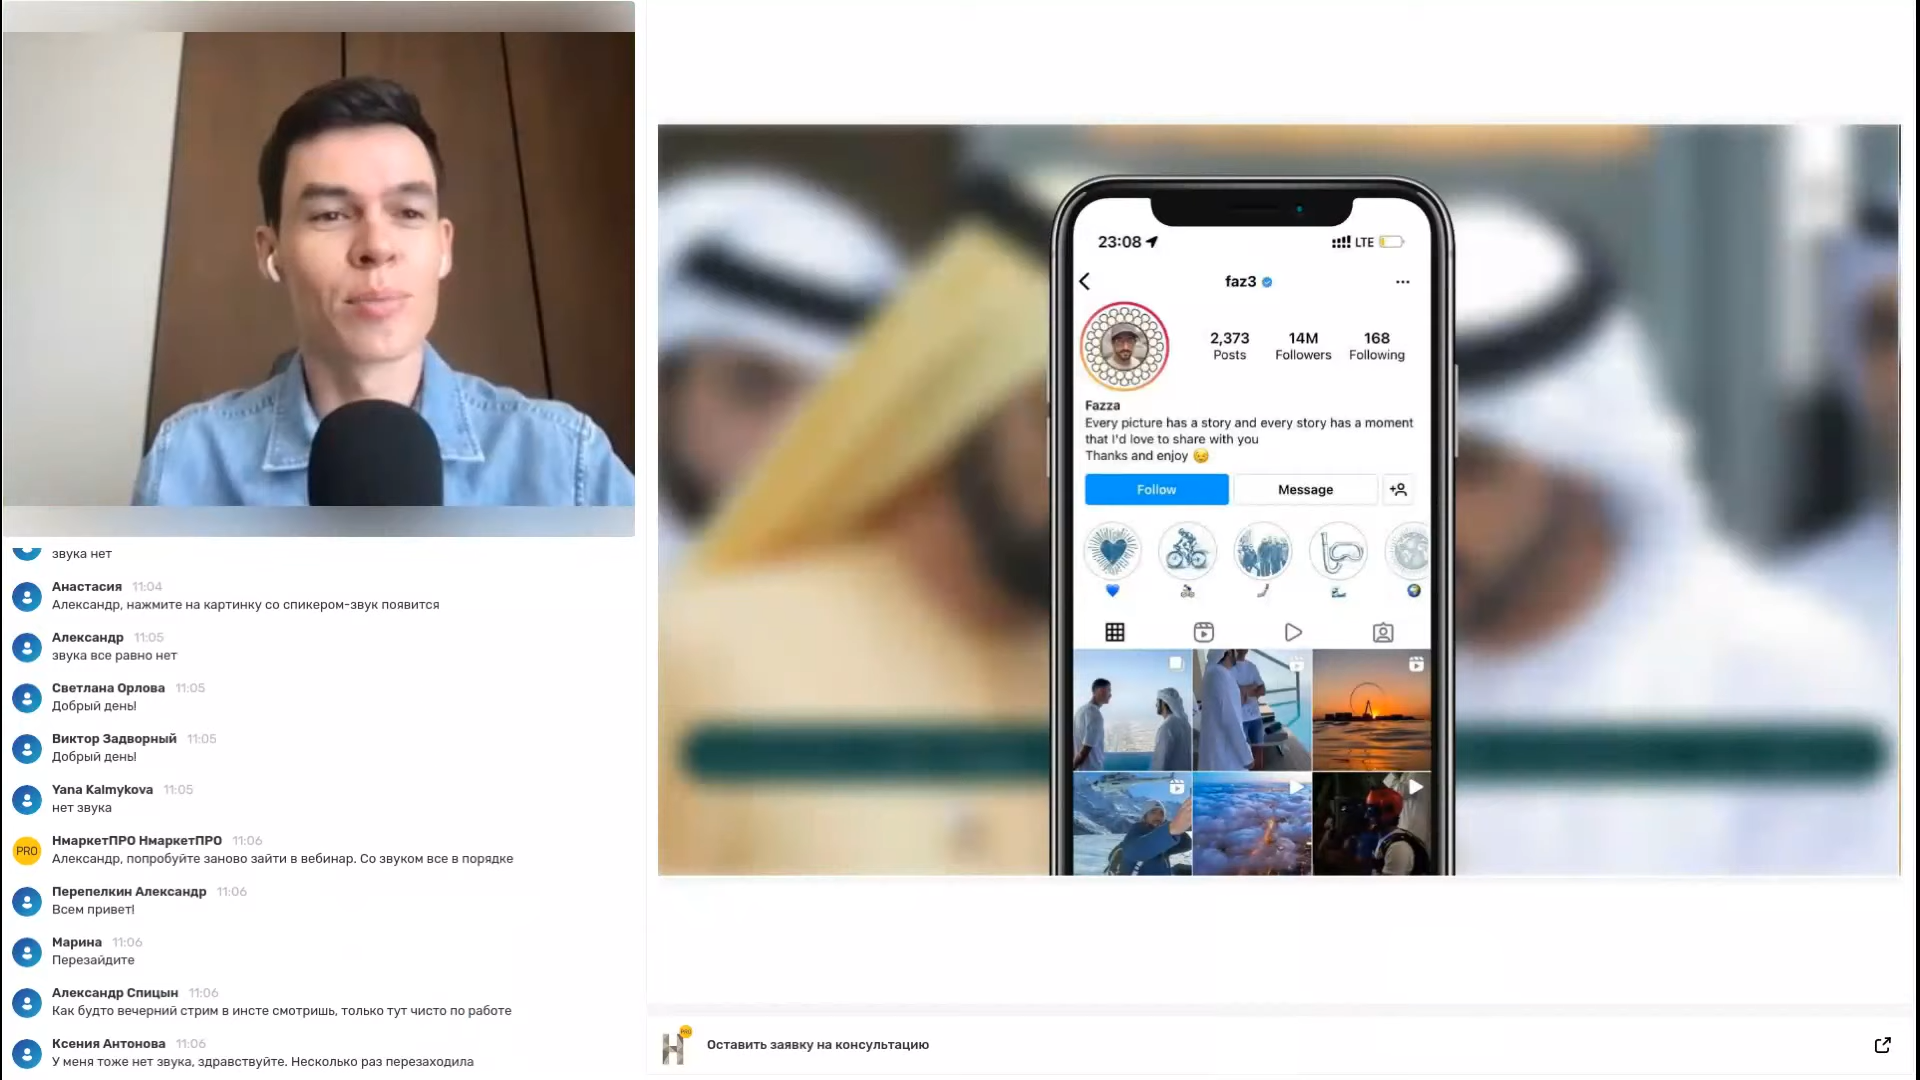 звука нет
Анастасия 11:04
Александр, нажмите на картинку со спикером-звук появится
Александр 11:05
звука все равно нет
Светлана Орлова 11:05
Добрый день!
Виктор Задворный 11:05
Добрый день!
Yana Kalmykova 11:05
нет звука
PRO
НмаркетПРО НмаркетПРО 11:06
Александр, попробуйте заново зайти в вебинар. Со звуком все в порядке
Перепелкин Александр 11:06
Всем привет!
Марина 11:06
Перезайдите
Александр Спицын 11:06
Как будто вечерний стрим в инсте смотришь, только тут чисто по работе
Ксения Антонова 11:06
У меня тоже нет звука, здравствуйте. Несколько раз перезаходила
23:08 LTE
faz3
2,373 14M 168
Posts Followers Following
Fazza
Every picture has a story and every story has a moment
that I'd love to share with you
Thanks and enjoy 😉
Follow Message
PRO
Оставить заявку на консультацию